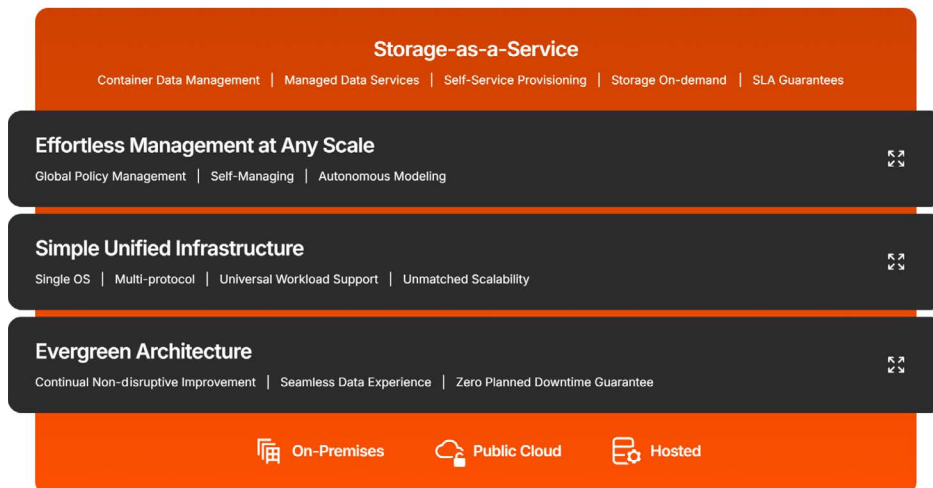 Storage-as-a-Service
Container Data Management | Managed Data Services | Self-Service Provisioning | Storage On-demand | SLA Guarantees
Effortless Management at Any Scale
Global Policy Management | Self-Managing | Autonomous Modeling
Simple Unified Infrastructure
Single OS | Multi-protocol | Universal Workload Support | Unmatched Scalability
Evergreen Architecture
Continual Non-disruptive Improvement | Seamless Data Experience | Zero Planned Downtime Guarantee
On-Premises Public Cloud Hosted